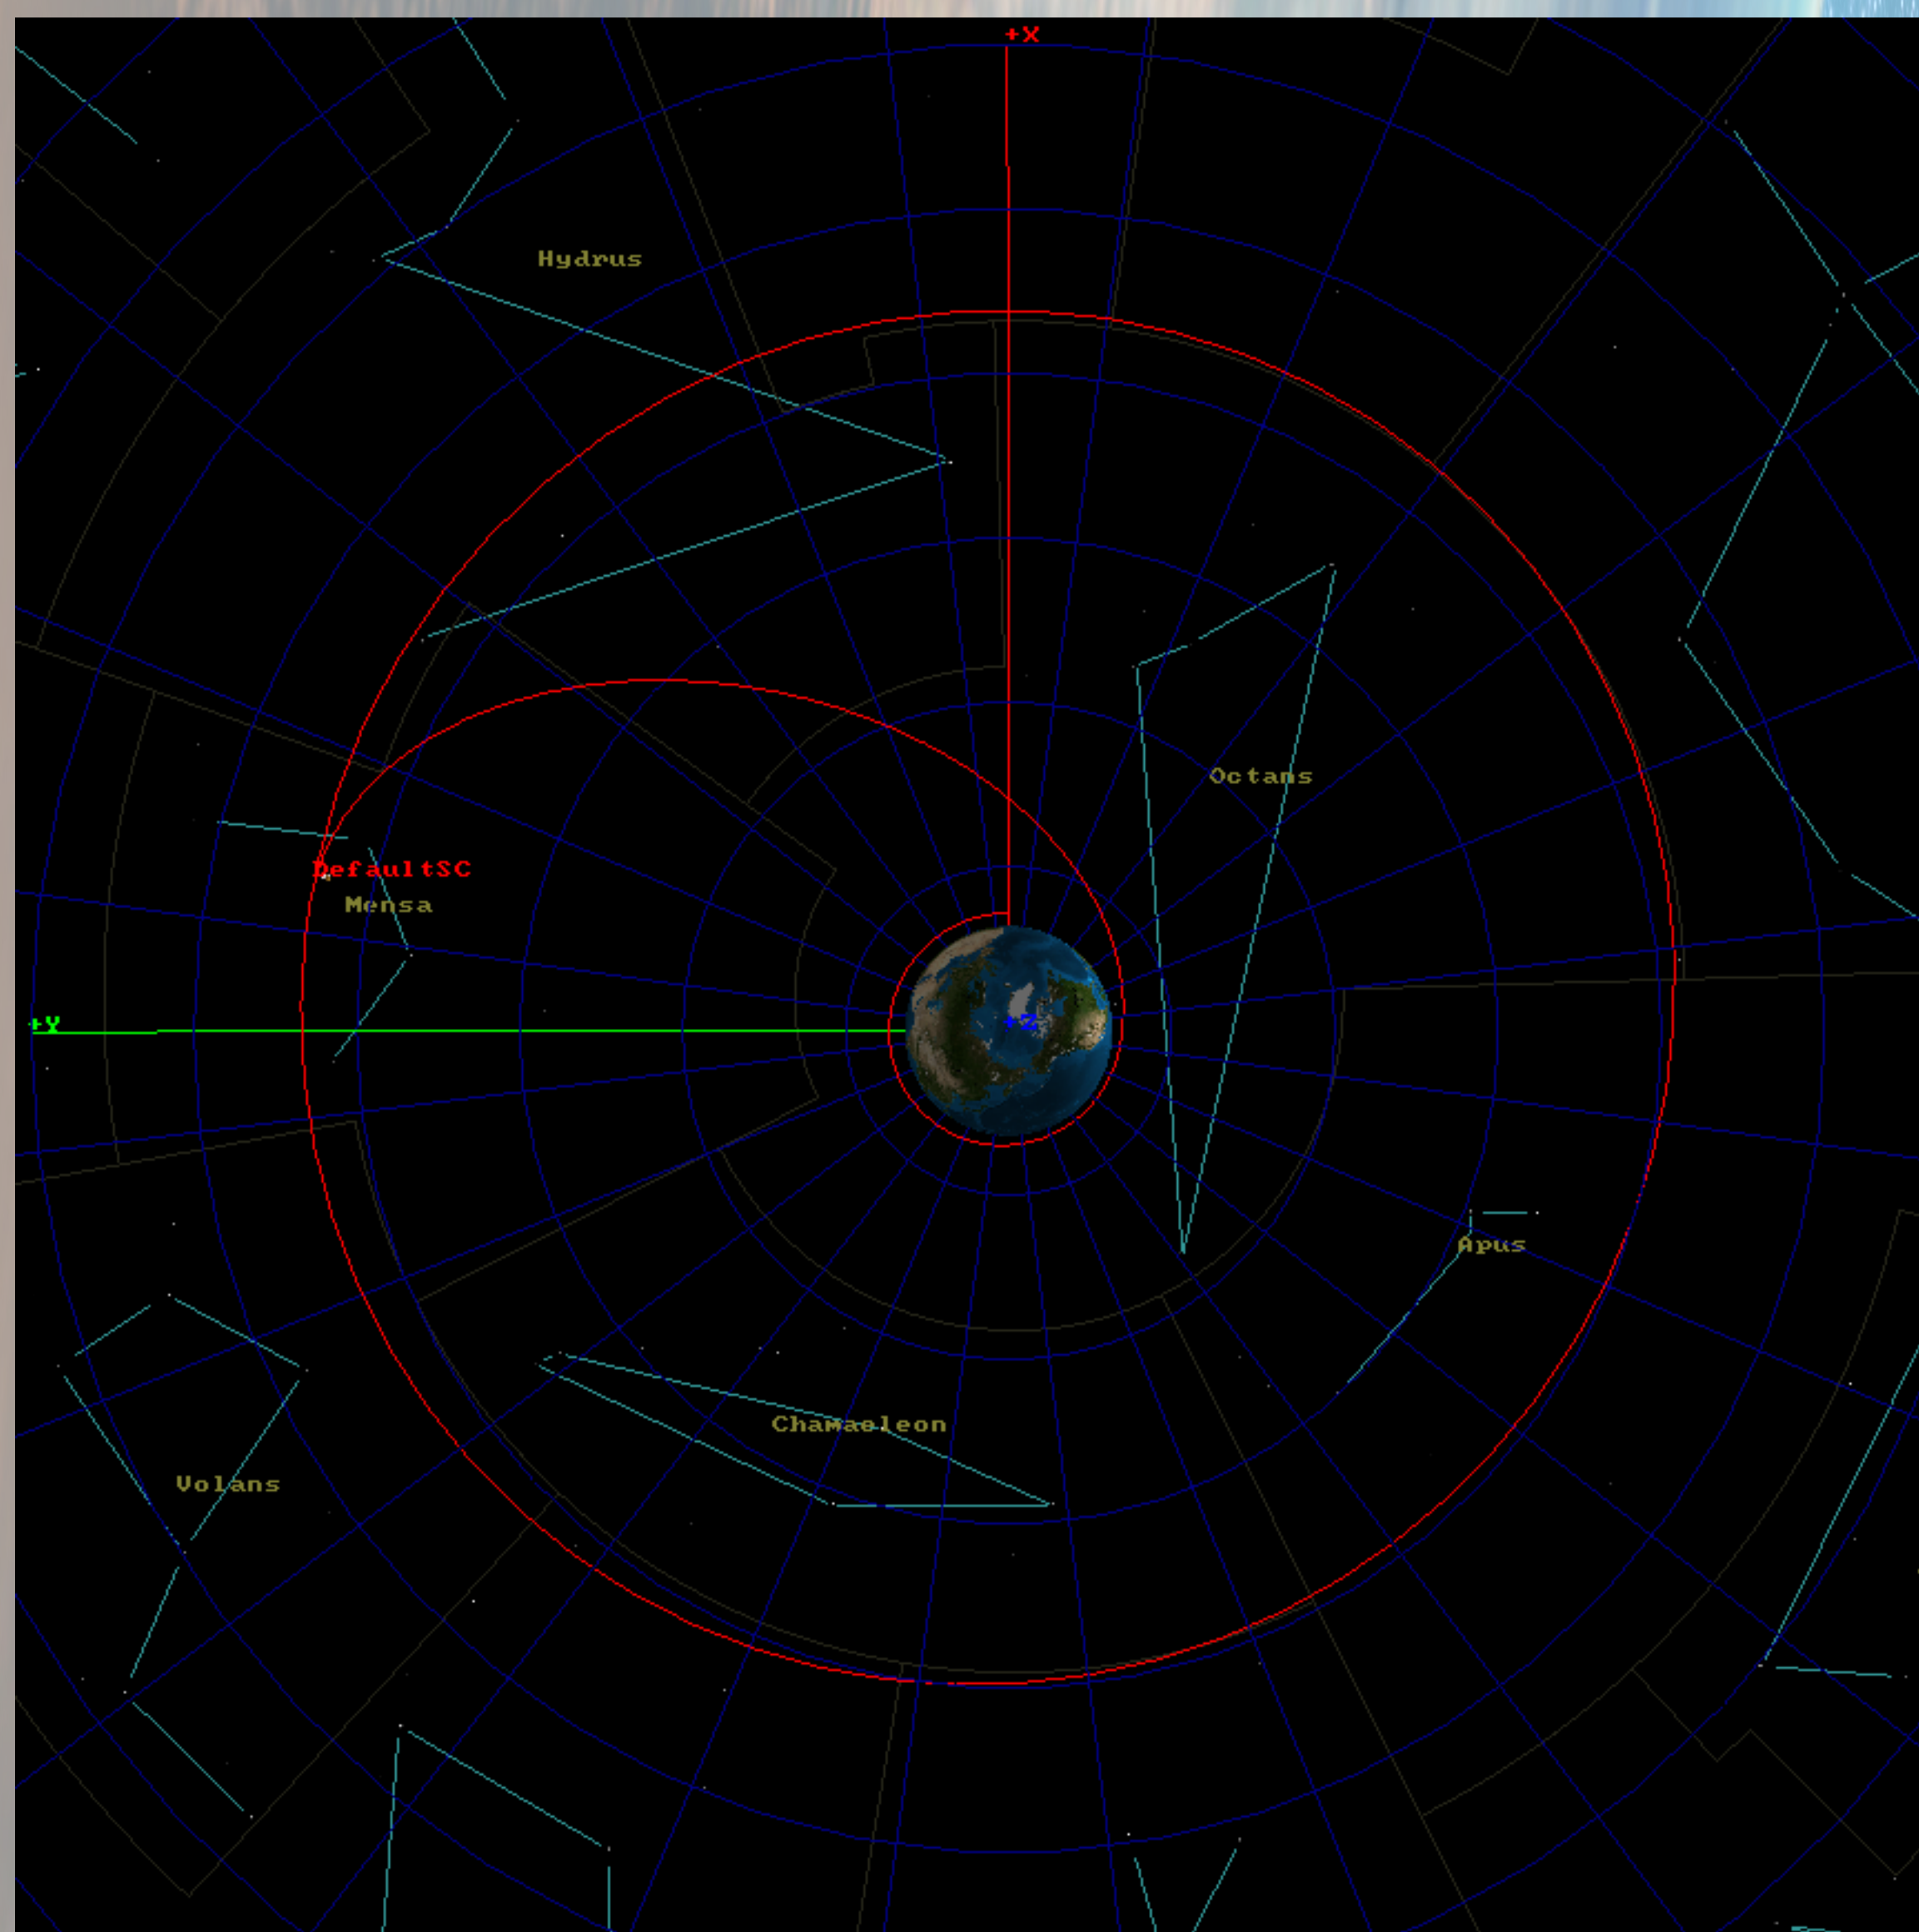 +X
Hydrus
Octans
DefaultSC
Mensa
+Y
+Z
Apus
Chamaeleon
Volans